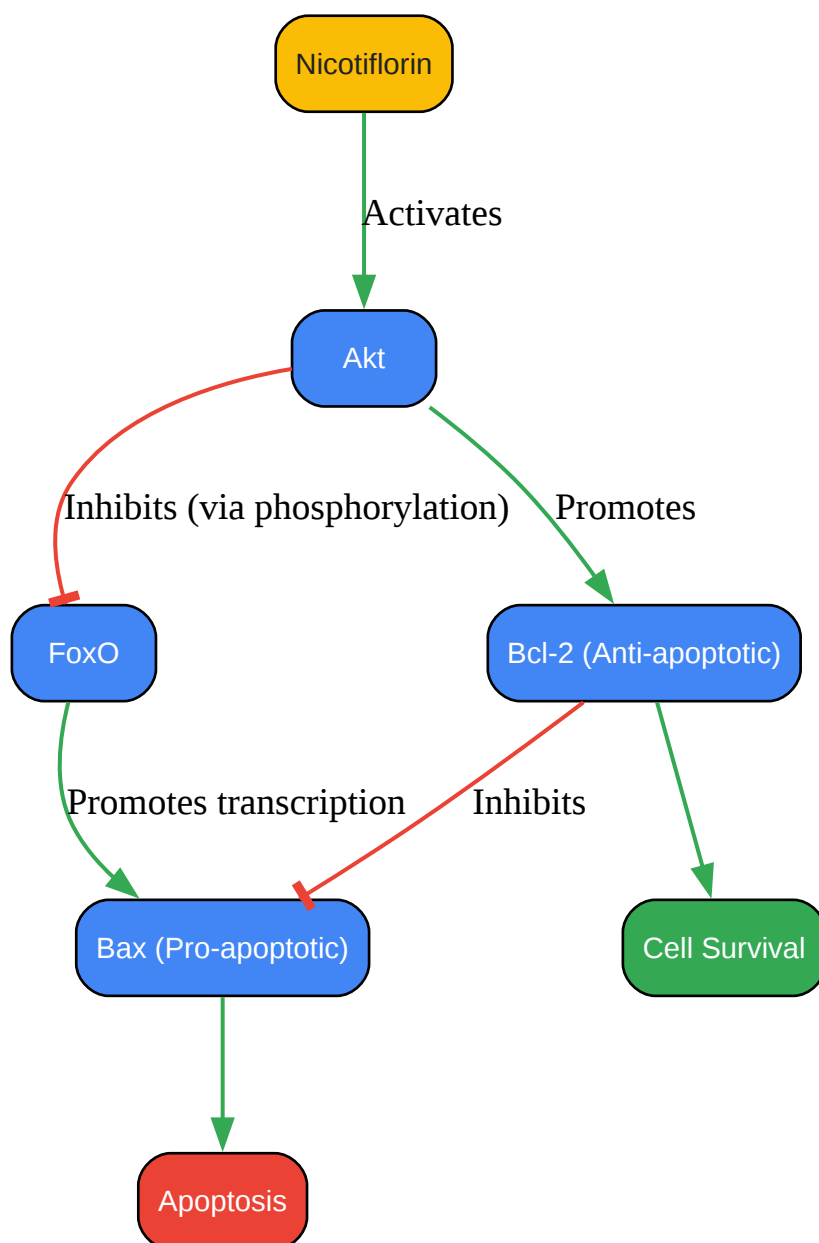 Nicotiflorin
Activates
Akt
Inhibits (via phosphorylation)
Promotes
FoxO
Bcl-2 (Anti-apoptotic)
Promotes transcription
Inhibits
Bax (Pro-apoptotic)
Cell Survival
Apoptosis